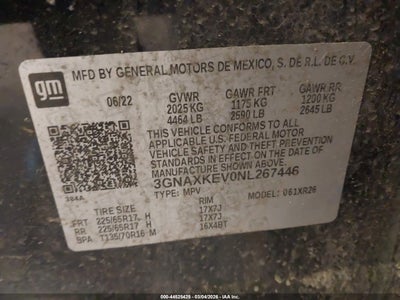 gm
MFD BY GENERAL MOTORS DE MEXICO, S. DE R.L. DE C.V.
06/22 GVWR GAWR FRT GAWR RR
2025 KG 1175 KG 1200 KG
4464 LB 2590 LB 2645 LB
THIS VEHICLE CONFORMS TO ALL
APPLICABLE U.S. FEDERAL MOTOR
VEHICLE SAFETY AND THEFT PREVENTION
STANDARDS IN EFFECT ON THE DATE OF
MANUFACTURE SHOWN ABOVE.
3GNAXKEV0NL267446
384A TYPE: MPV MODEL: 061XR26
TIRE SIZE RIM
FRT 225/65R17 H 17X7J
RR 225/65R17 H 17X7J
SPA T135/70R16 M 16X4BT
000-44525425 - 03/04/2026 - IAAUSHQ